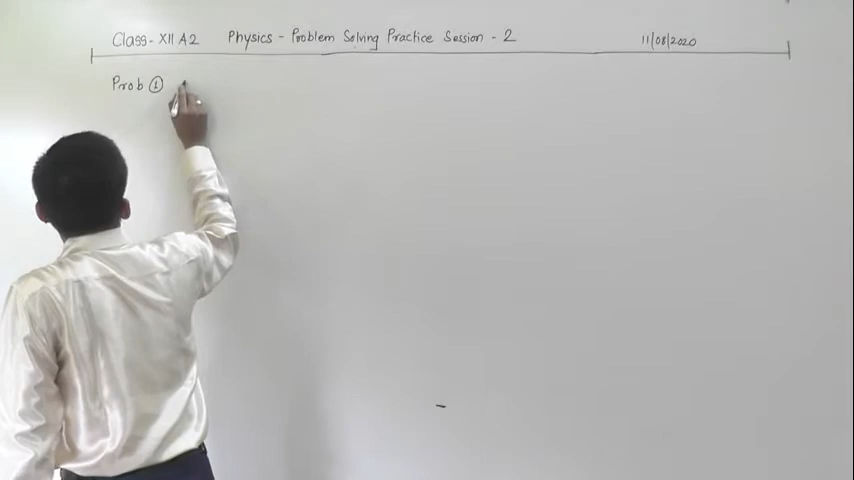 Class - XII A2 Physics - Problem Solving Practice Session - 2 11/08/2020
Prob ①